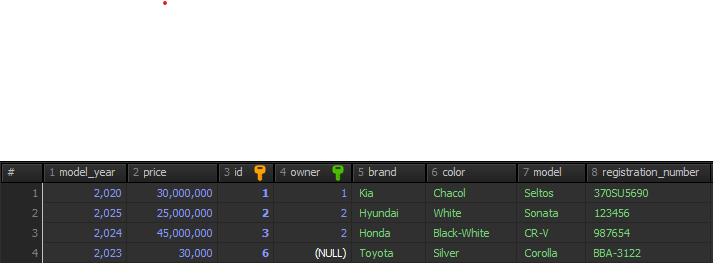 # 1 model_year 2 price 3 id 4 owner 5 brand 6 color 7 model 8 registration_number
1 2,020 30,000,000 1 1 Kia Chacol Seltos 370SU5690
2 2,025 25,000,000 2 2 Hyundai White Sonata 123456
3 2,024 45,000,000 3 2 Honda Black-White CR-V 987654
4 2,023 30,000 6 (NULL) Toyota Silver Corolla BBA-3122